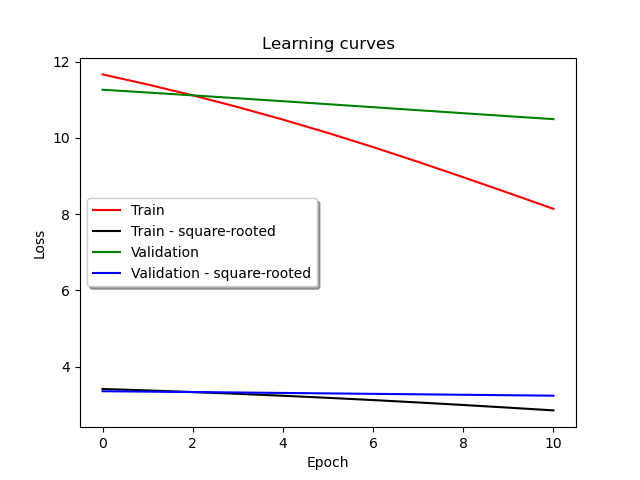 Learning curves
12
10
8
6
4
Loss
Train
Train - square-rooted
Validation
Validation - square-rooted
0 2 4 6 8 10
Epoch